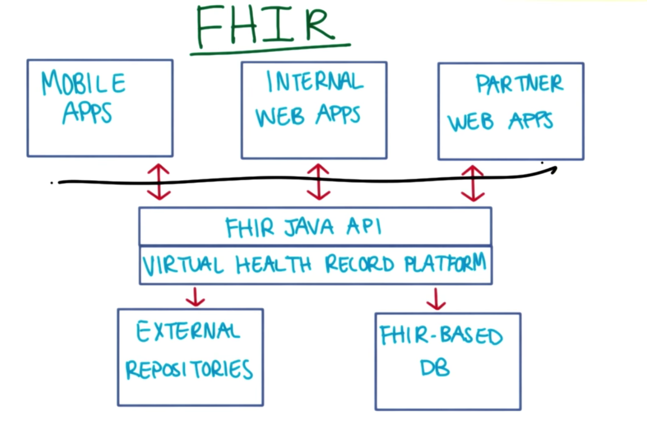 FHIR
MOBILE
APPS
INTERNAL
WEB APPS
PARTNER
WEB APPS
FHIR JAVA API
VIRTUAL HEALTH RECORD PLATFORM
EXTERNAL
REPOSITORIES
FHIR-BASED
DB